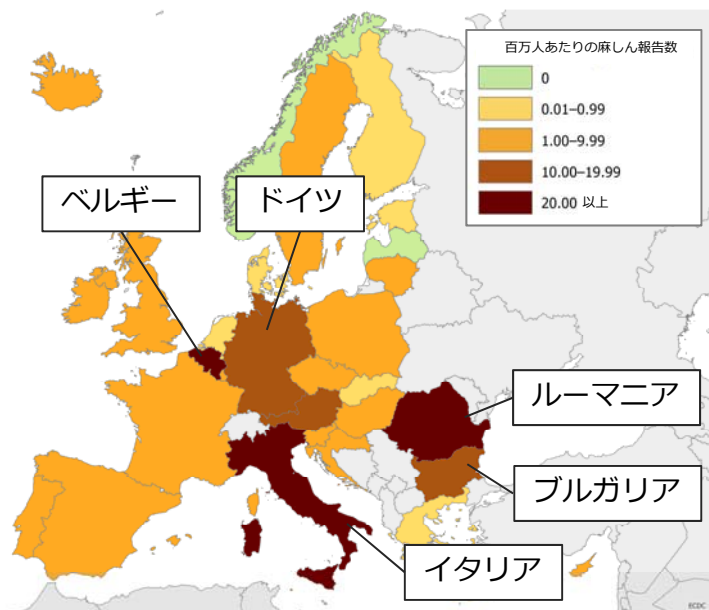 百万人あたりの麻しん報告数
0
0.01–0.99
1.00–9.99
10.00–19.99
20.00 以上
ベルギー
ドイツ
ルーマニア
ブルガリア
イタリア
ECDC